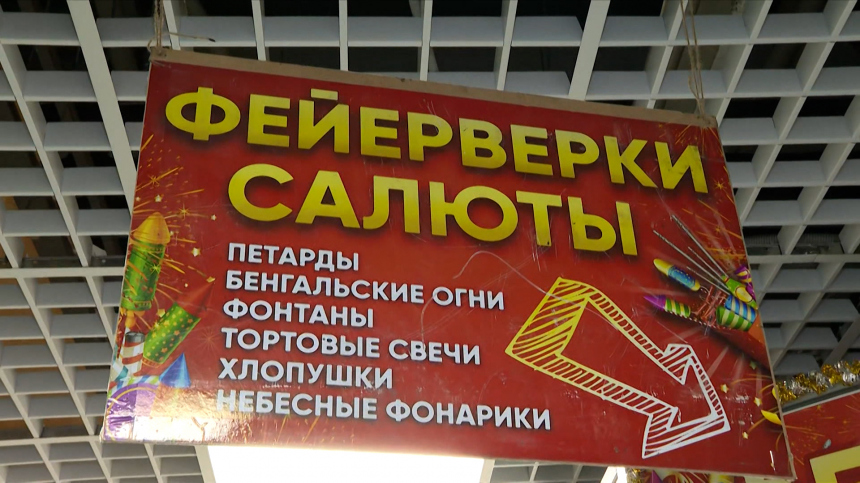 ФЕЙЕРВЕРКИ
САЛЮТЫ
ПЕТАРДЫ
БЕНГАЛЬСКИЕ ОГНИ
ФОНТАНЫ
ТОРТОВЫЕ СВЕЧИ
ХЛОПУШКИ
НЕБЕСНЫЕ ФОНАРИКИ